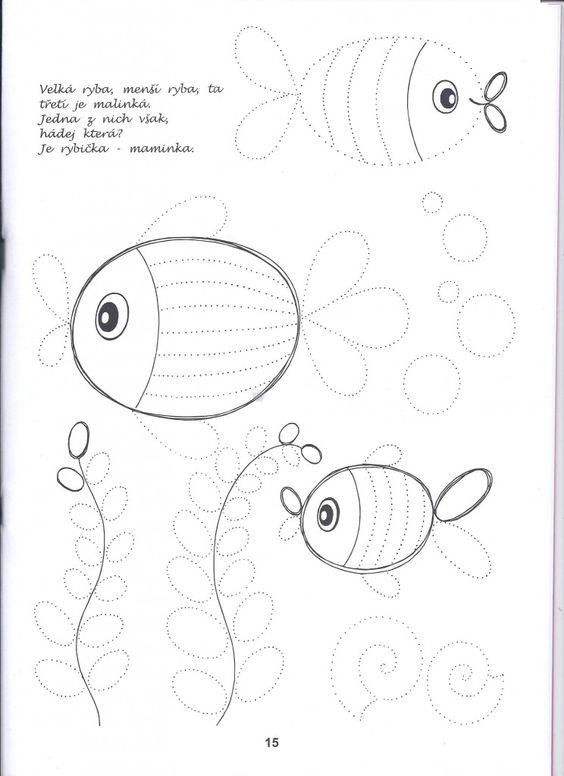 Velká ryba, menší ryba, ta
třetí je malinká.
Jedna z nich však,
hádej která?
Je rybička - maminka.
15